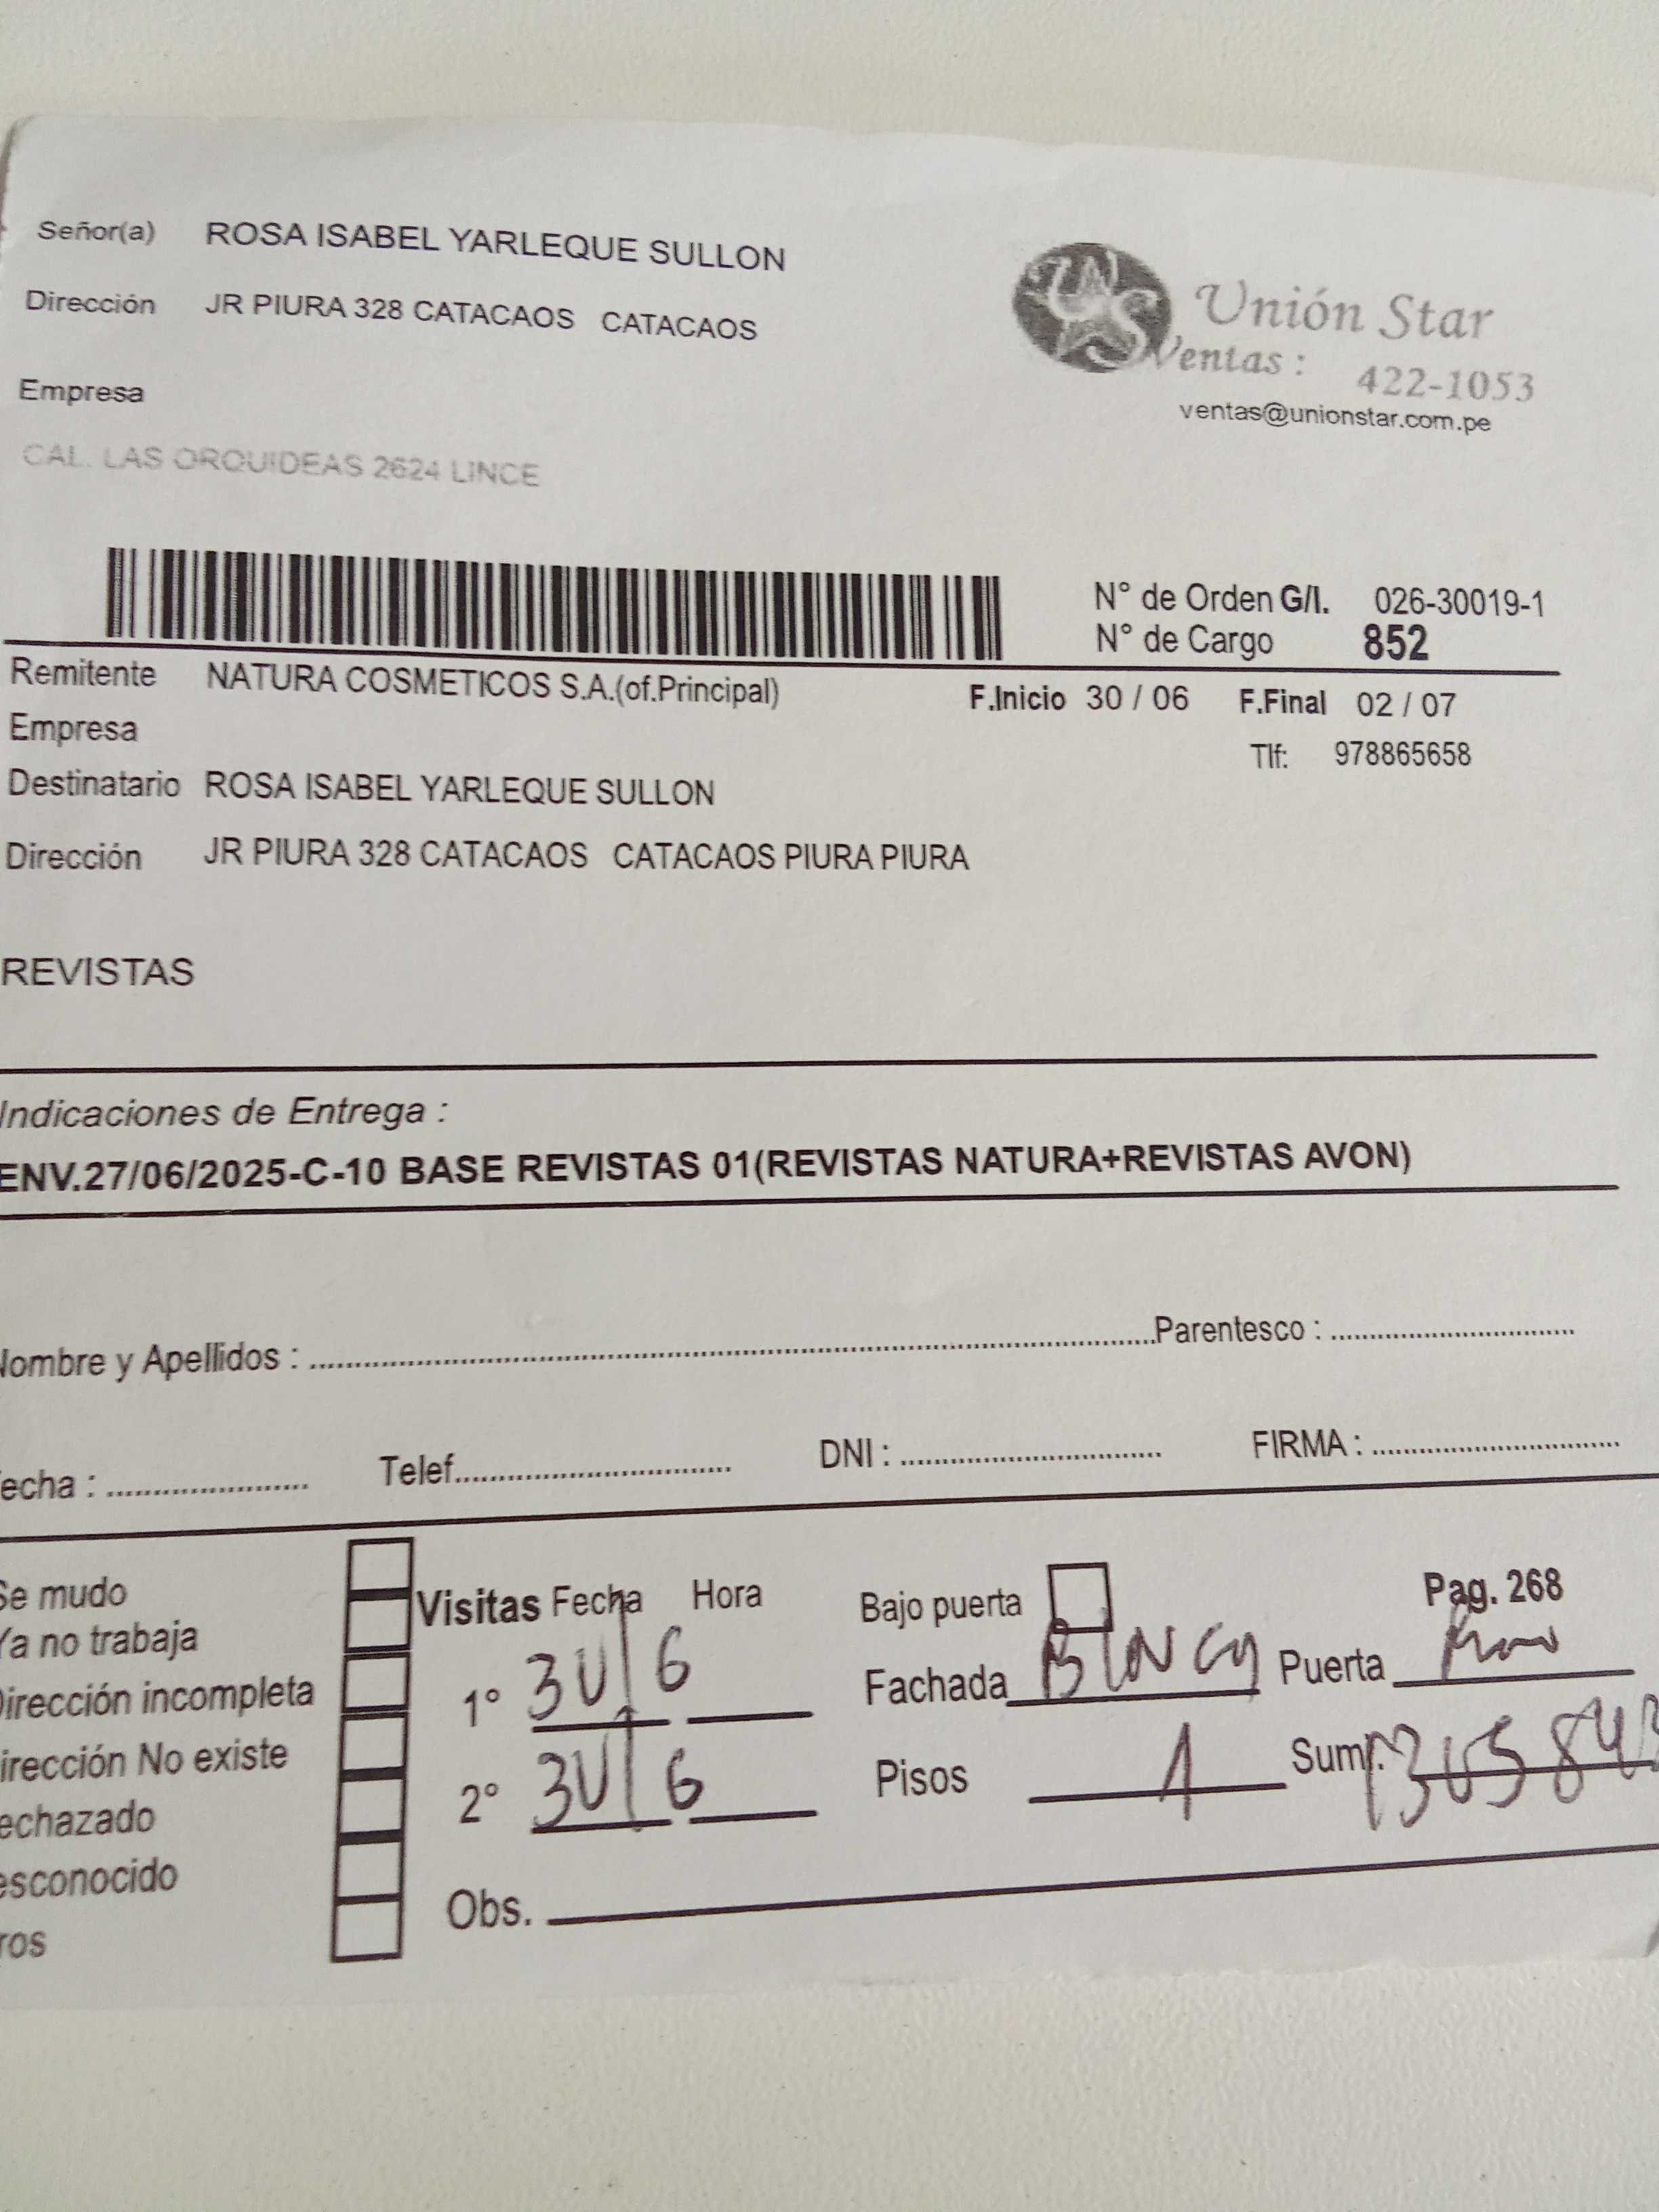 Señor(a) ROSA ISABEL YARLEQUE SULLON
Dirección JR PIURA 328 CATACAOS CATACAOS
Unión Star
Ventas : 422-1053
ventas@unionstar.com.pe
Empresa
CAL. LAS ORQUIDEAS 2624 LINCE
N° de Orden G/I. 026-30019-1
N° de Cargo 852
Remitente NATURA COSMETICOS S.A.(of.Principal) F.Inicio 30 / 06 F.Final 02 / 07
Empresa
Tlf: 978865658
Destinatario ROSA ISABEL YARLEQUE SULLON
Dirección JR PIURA 328 CATACAOS CATACAOS PIURA PIURA
REVISTAS
Indicaciones de Entrega :
ENV.27/06/2025-C-10 BASE REVISTAS 01(REVISTAS NATURA+REVISTAS AVON)
Nombre y Apellidos : Parentesco :
echa : Telef. DNI : FIRMA :
Se mudo
Visitas Fecha Hora Bajo puerta Pag. 268
Ya no trabaja
Dirección incompleta 1° 30/6 Fachada Blanca Puerta
irección No existe
2° 30/6 Pisos 1 Sum.
echazado
esconocido
Obs.
ros